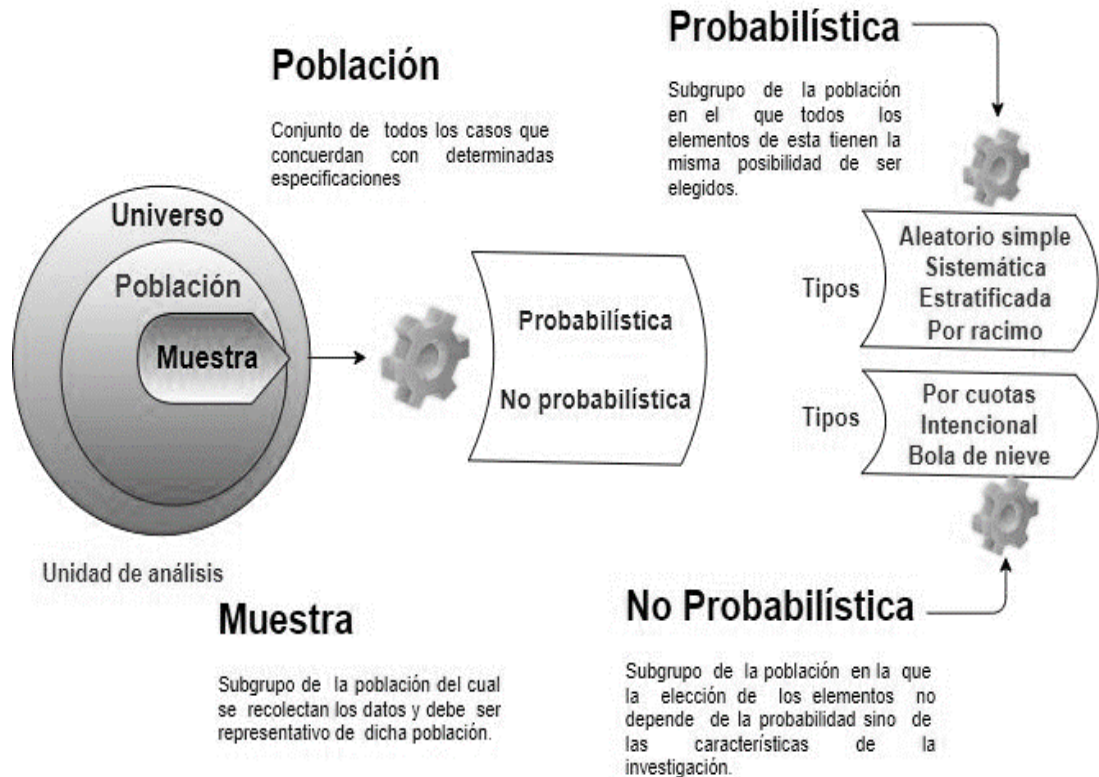 Población
Conjunto de todos los casos que
concuerdan con determinadas
especificaciones
Universo
Población
Muestra
Unidad de análisis
Muestra
Subgrupo de la población del cual
se recolectan los datos y debe ser
representativo de dicha población.
Probabilística
No probabilística
Probabilística
Subgrupo de la población
en el que todos los
elementos de esta tienen la
misma posibilidad de ser
elegidos.
Tipos
Aleatorio simple
Sistemática
Estratificada
Por racimo
Tipos
Por cuotas
Intencional
Bola de nieve
No Probabilística
Subgrupo de la población en la que
la elección de los elementos no
depende de la probabilidad sino de
las características de la
investigación.